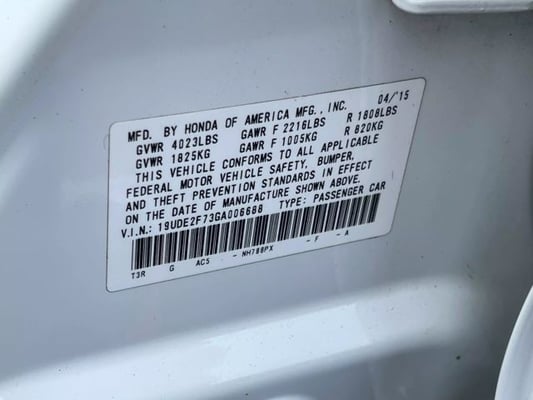 MFD. BY HONDA OF AMERICA MFG., INC. 04/'15
GVWR 4023LBS GAWR F 2216LBS R 1808LBS
GVWR 1825KG GAWR F 1005KG R 820KG
THIS VEHICLE CONFORMS TO ALL APPLICABLE
FEDERAL MOTOR VEHICLE SAFETY, BUMPER,
AND THEFT PREVENTION STANDARDS IN EFFECT
ON THE DATE OF MANUFACTURE SHOWN ABOVE.
V.I.N.: 19UDE2F73GA006688 TYPE: PASSENGER CAR
T3R G AC5 - NH788PX - F - A